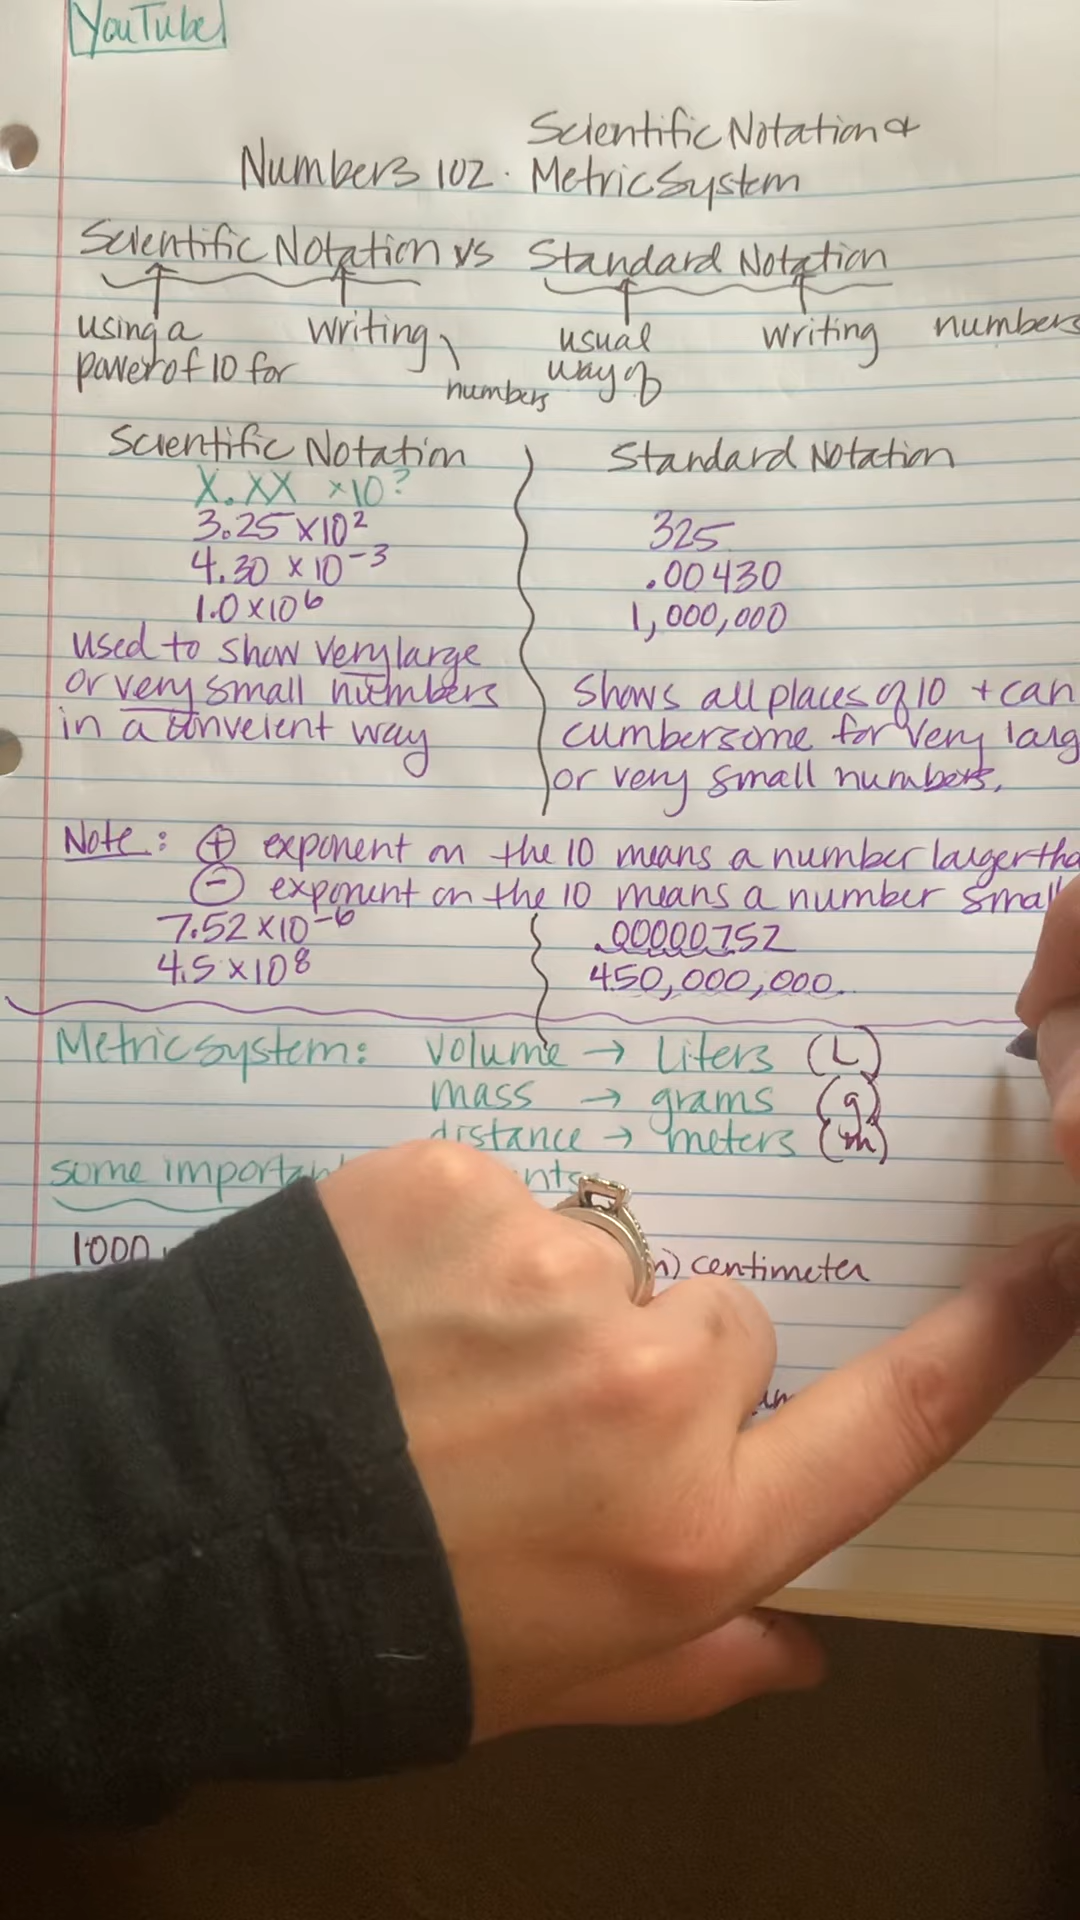 YouTube
Scientific Notation &
Numbers 102. Metric System
Scientific Notation vs Standard Notation
using a writing usual writing numbers
power of 10 for numbers way of
Scientific Notation Standard Notation
X.XX ×10?
3.25 ×10² 325
4.30 × 10⁻³ .00430
1.0 ×10⁶ 1,000,000
used to show very large
or very small numbers shows all places of 10 + can
in a conveient way cumbersome for very larg
or very small numbers.
Note: ⊕ exponent on the 10 means a number larger tha
⊖ exponent on the 10 means a number small
7.52 ×10⁻⁶ .00000752
4.5 ×10⁸ 450,000,000.
Metric system: volume → Liters (L)
mass → grams (g)
distance → meters (m)
some important
1000 m) centimeter